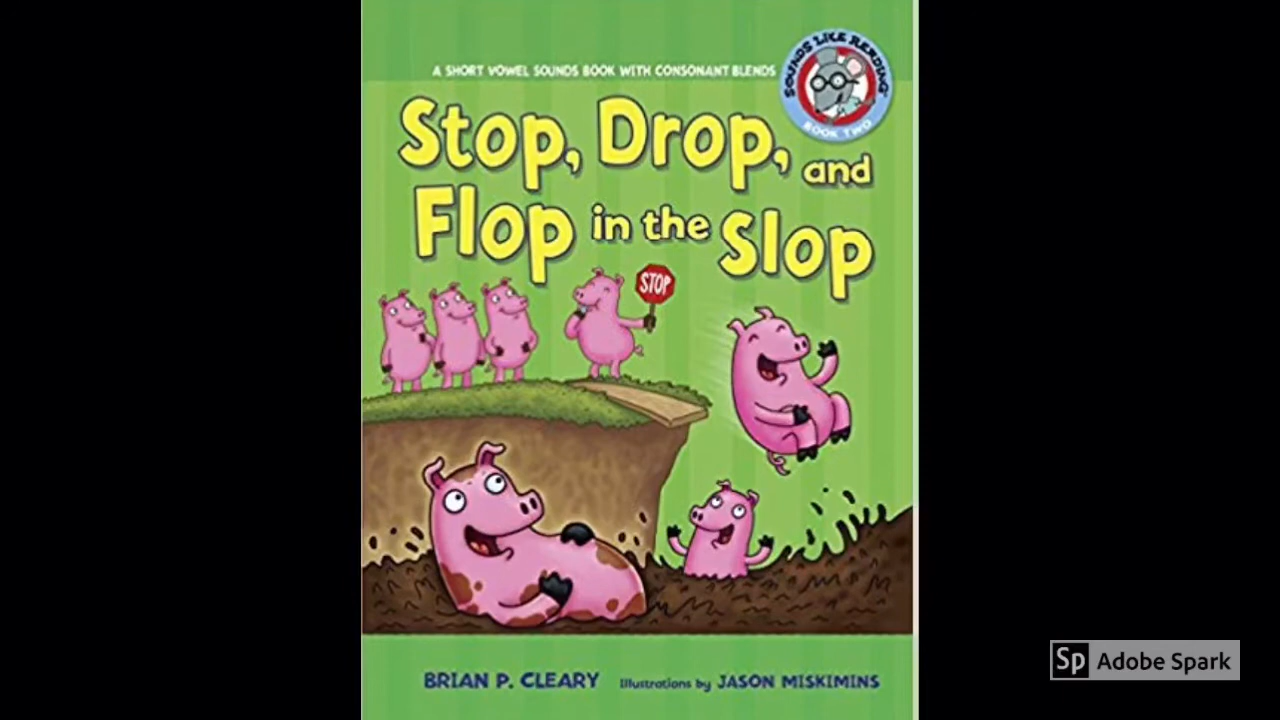 A SHORT VOWEL SOUNDS BOOK WITH CONSONANT BLENDS
SOUNDS LIKE READING®
BOOK TWO
Stop, Drop, and
Flop in the Slop
STOP
BRIAN P. CLEARY Illustrations by JASON MISKIMINS
Sp Adobe Spark